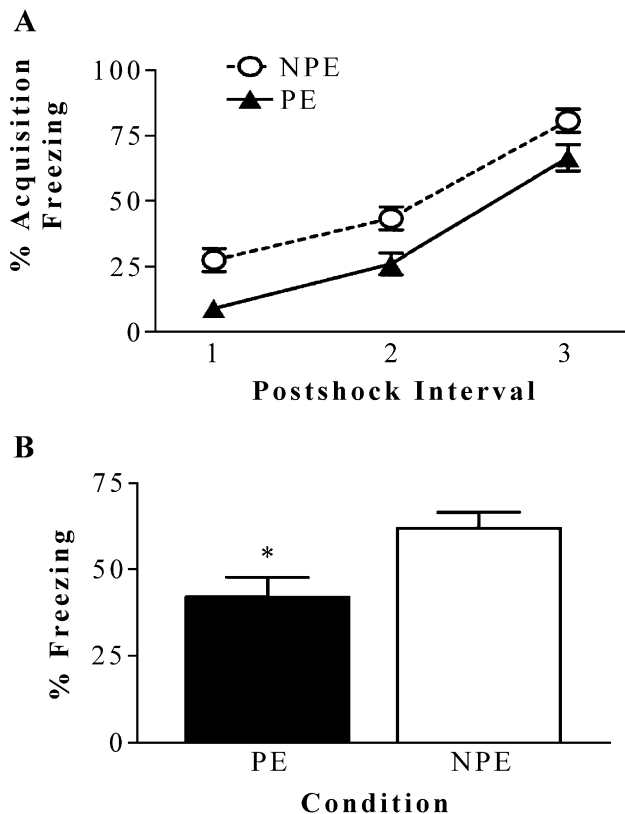 A
% Acquisition
Freezing
100
75
50
25
0
NPE
PE
1 2 3
Postshock Interval
B
% Freezing
75
50
25
0
*
PE NPE
Condition